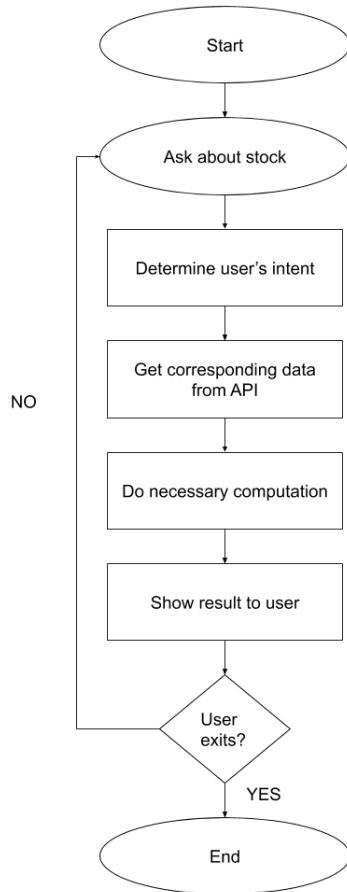 Start
Ask about stock
Determine user's intent
Get corresponding data
from API
NO
Do necessary computation
Show result to user
User
exits?
YES
End